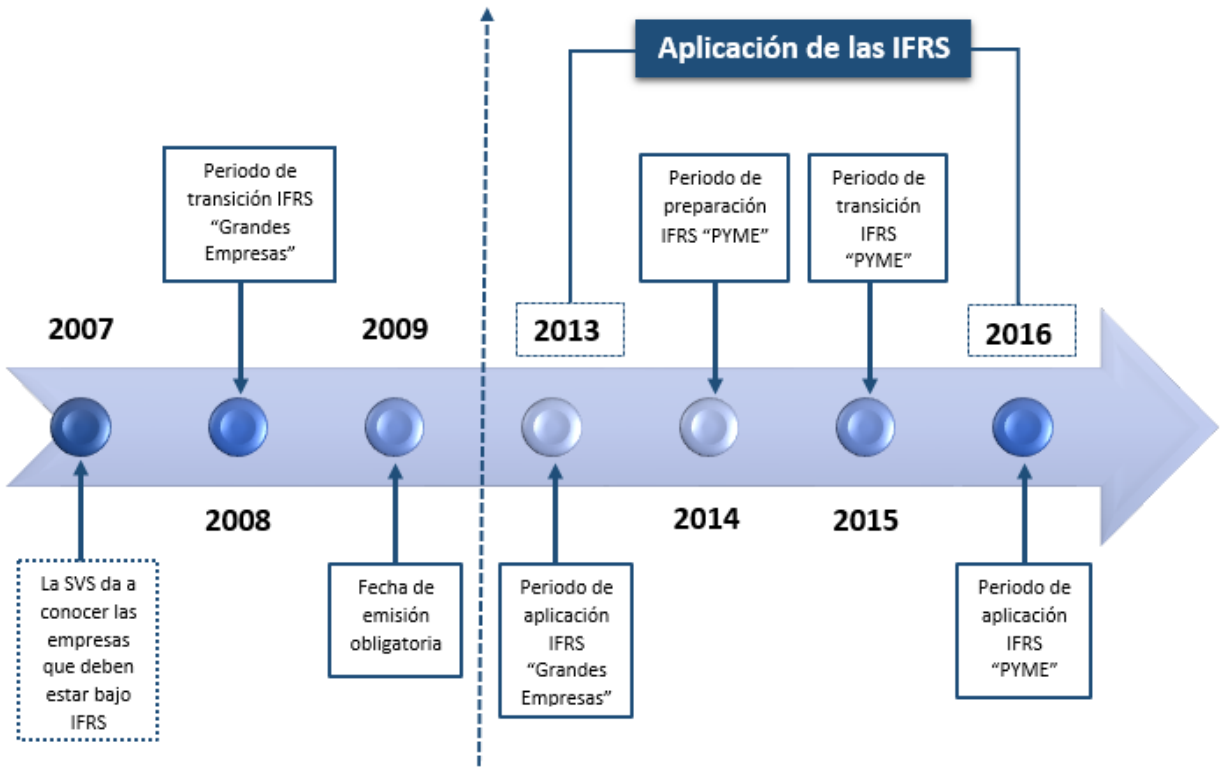 Aplicación de las IFRS
Periodo de
transición IFRS
“Grandes
Empresas”
Periodo de
preparación
IFRS “PYME”
Periodo de
transición
IFRS
“PYME”
2007
2009
2013
2016
2008
2014
2015
La SVS da a
conocer las
empresas
que deben
estar bajo
IFRS
Fecha de
emisión
obligatoria
Periodo de
aplicación
IFRS
“Grandes
Empresas”
Periodo de
aplicación
IFRS
“PYME”